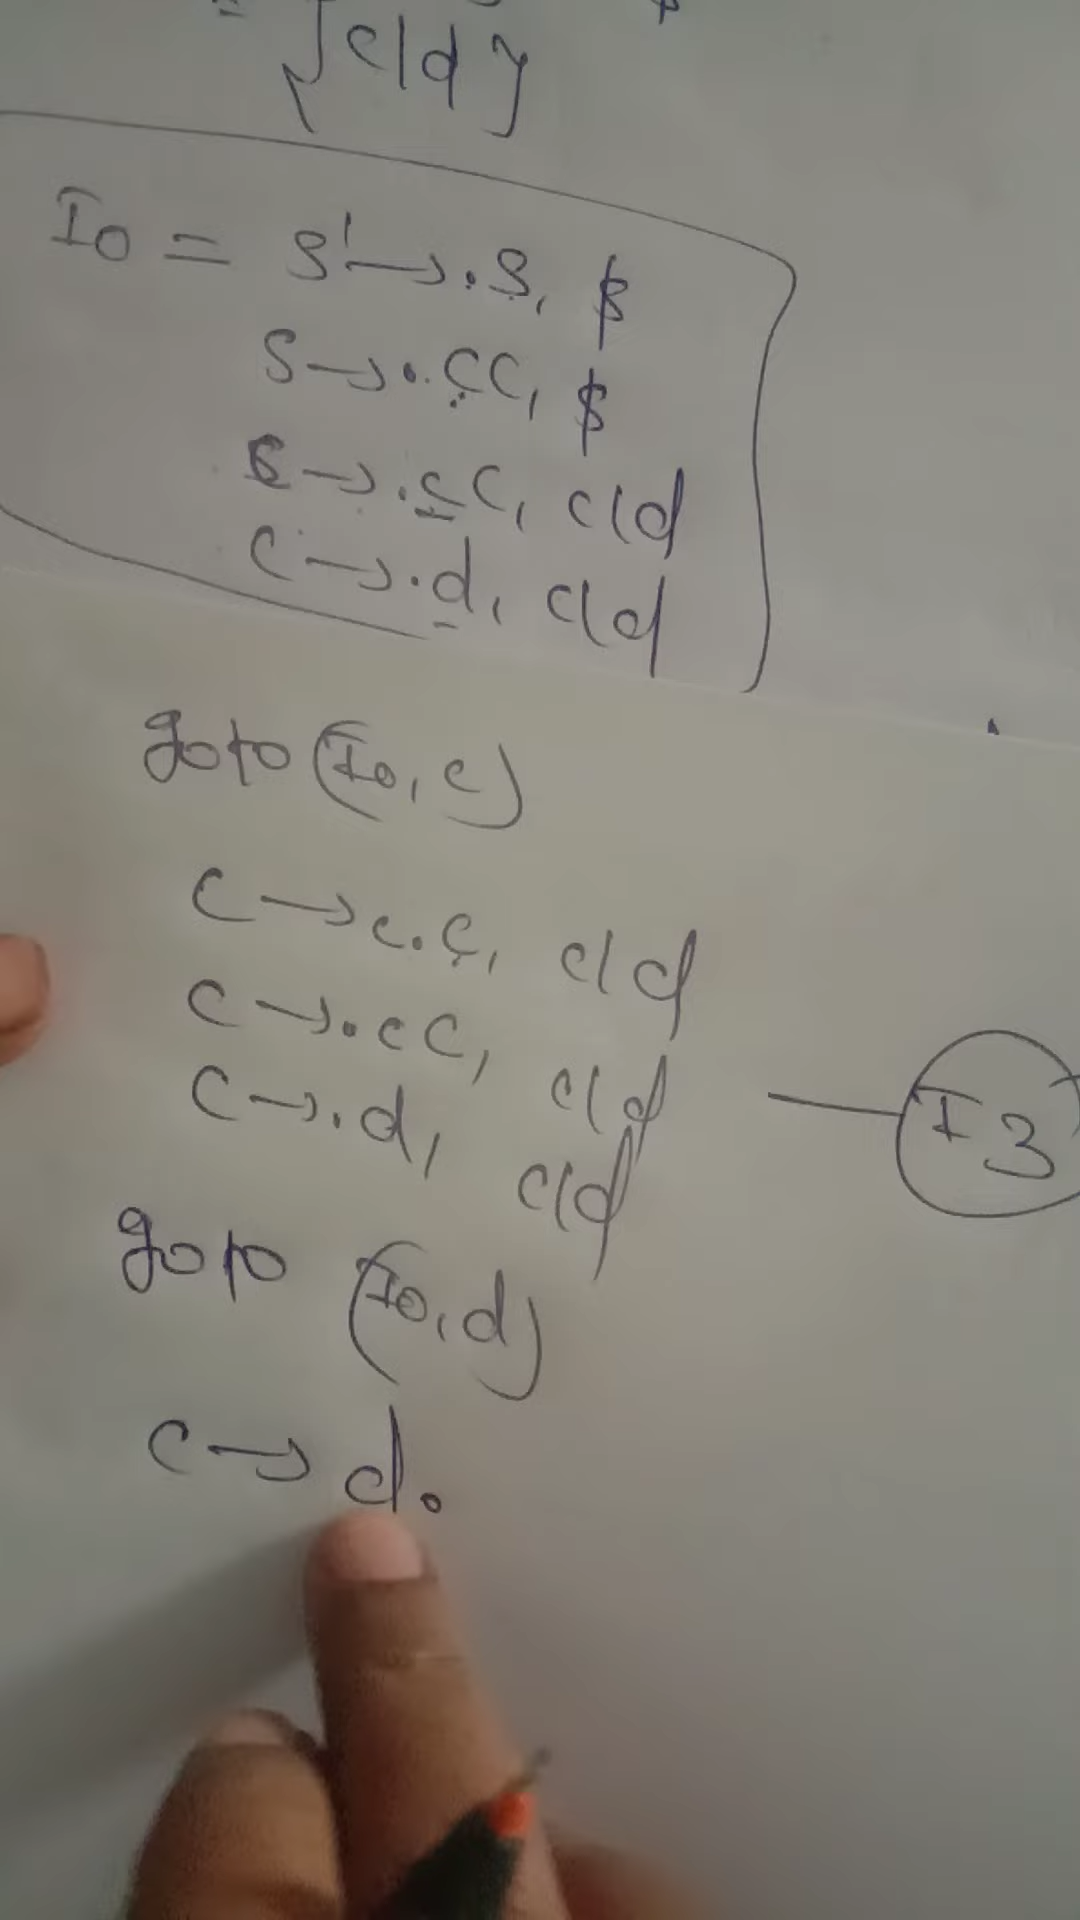 {c/d}
I0 = S' → .S, $
S → .CC, $
C → .cC, c/d
C → .d, c/d
goto (I0, c)
C → c.C, c/d
C → .cC, c/d
C → .d, c/d
I3
goto (I0, d)
C → d.